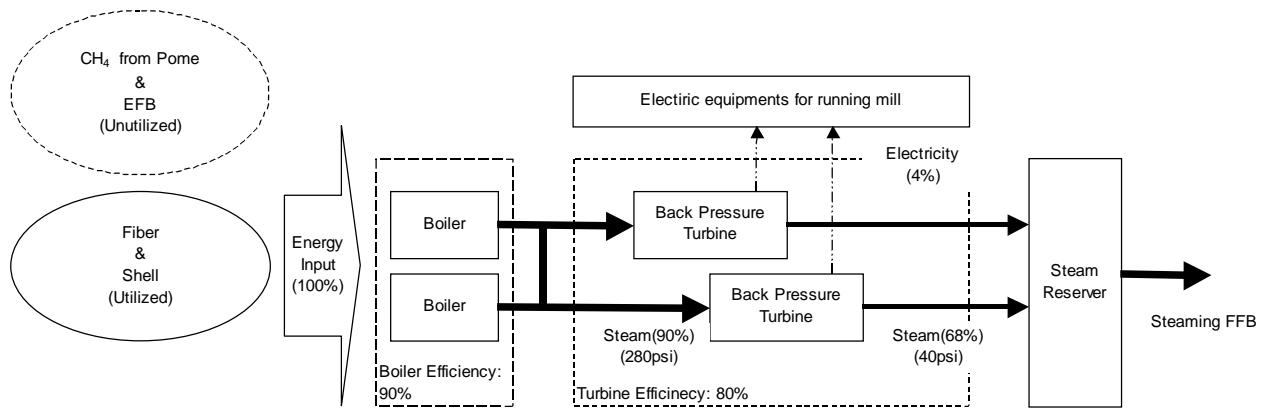 CH4 from Pome
&
EFB
(Unutilized)
Fiber
&
Shell
(Utilized)
Energy
Input
(100%)
Boiler
Boiler
Boiler Efficiency:
90%
Electiric equipments for running mill
Electricity
(4%)
Back Pressure
Turbine
Back Pressure
Turbine
Steam(90%)
(280psi)
Steam(68%)
(40psi)
Turbine Efficinecy: 80%
Steam
Reserver
Steaming FFB